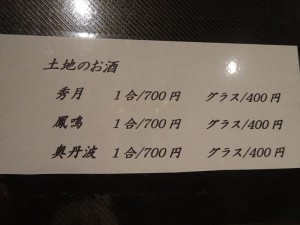 土地のお酒
秀月 1合/700円 グラス/400円
鳳鳴 1合/700円 グラス/400円
奥丹波 1合/700円 グラス/400円